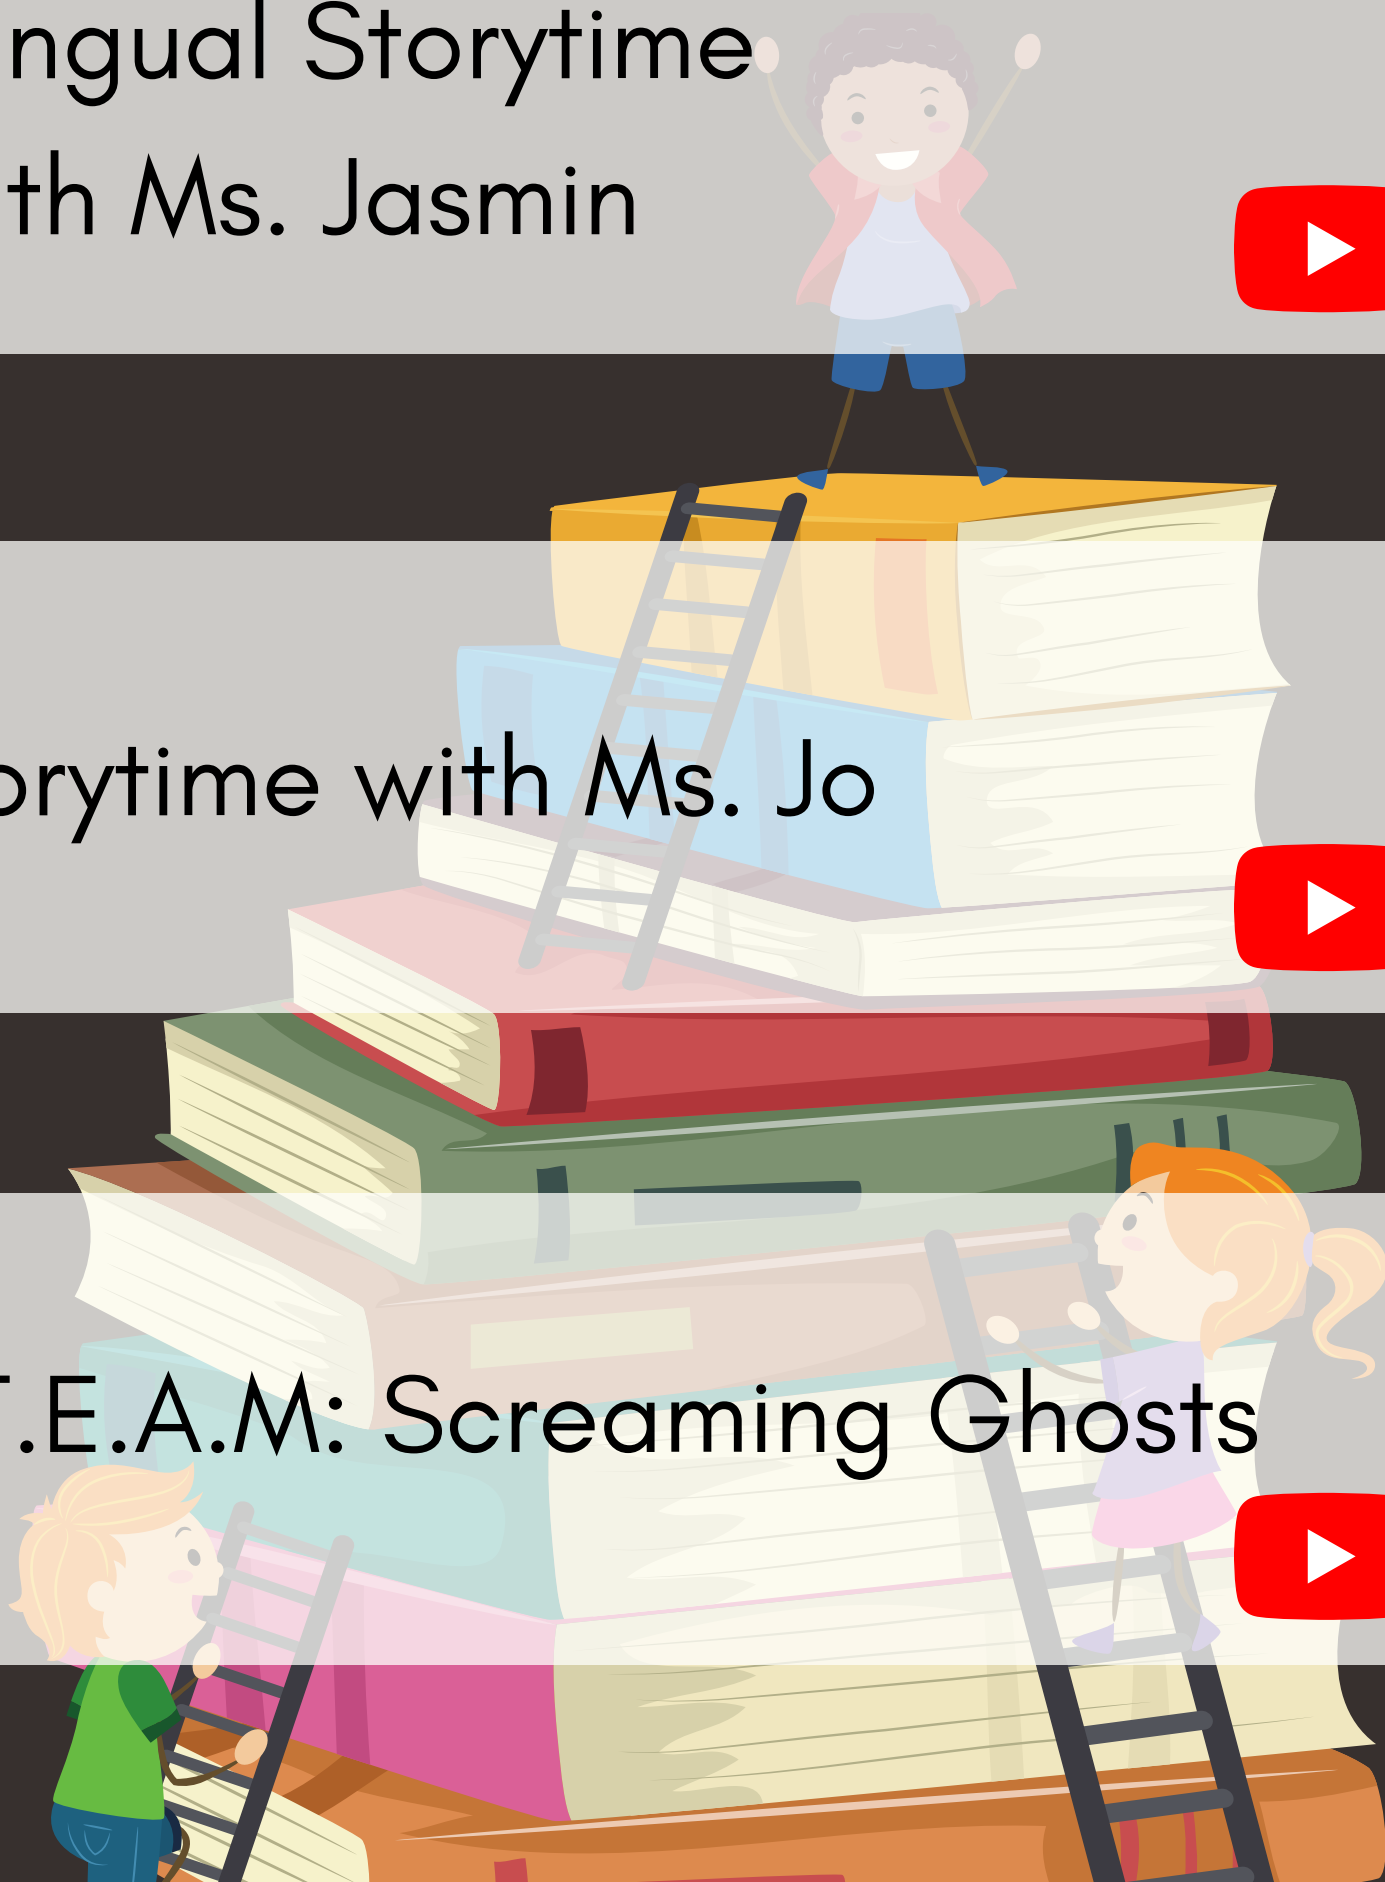 ngual Storytime
th Ms. Jasmin
orytime with Ms. Jo
T.E.A.M: Screaming Ghosts